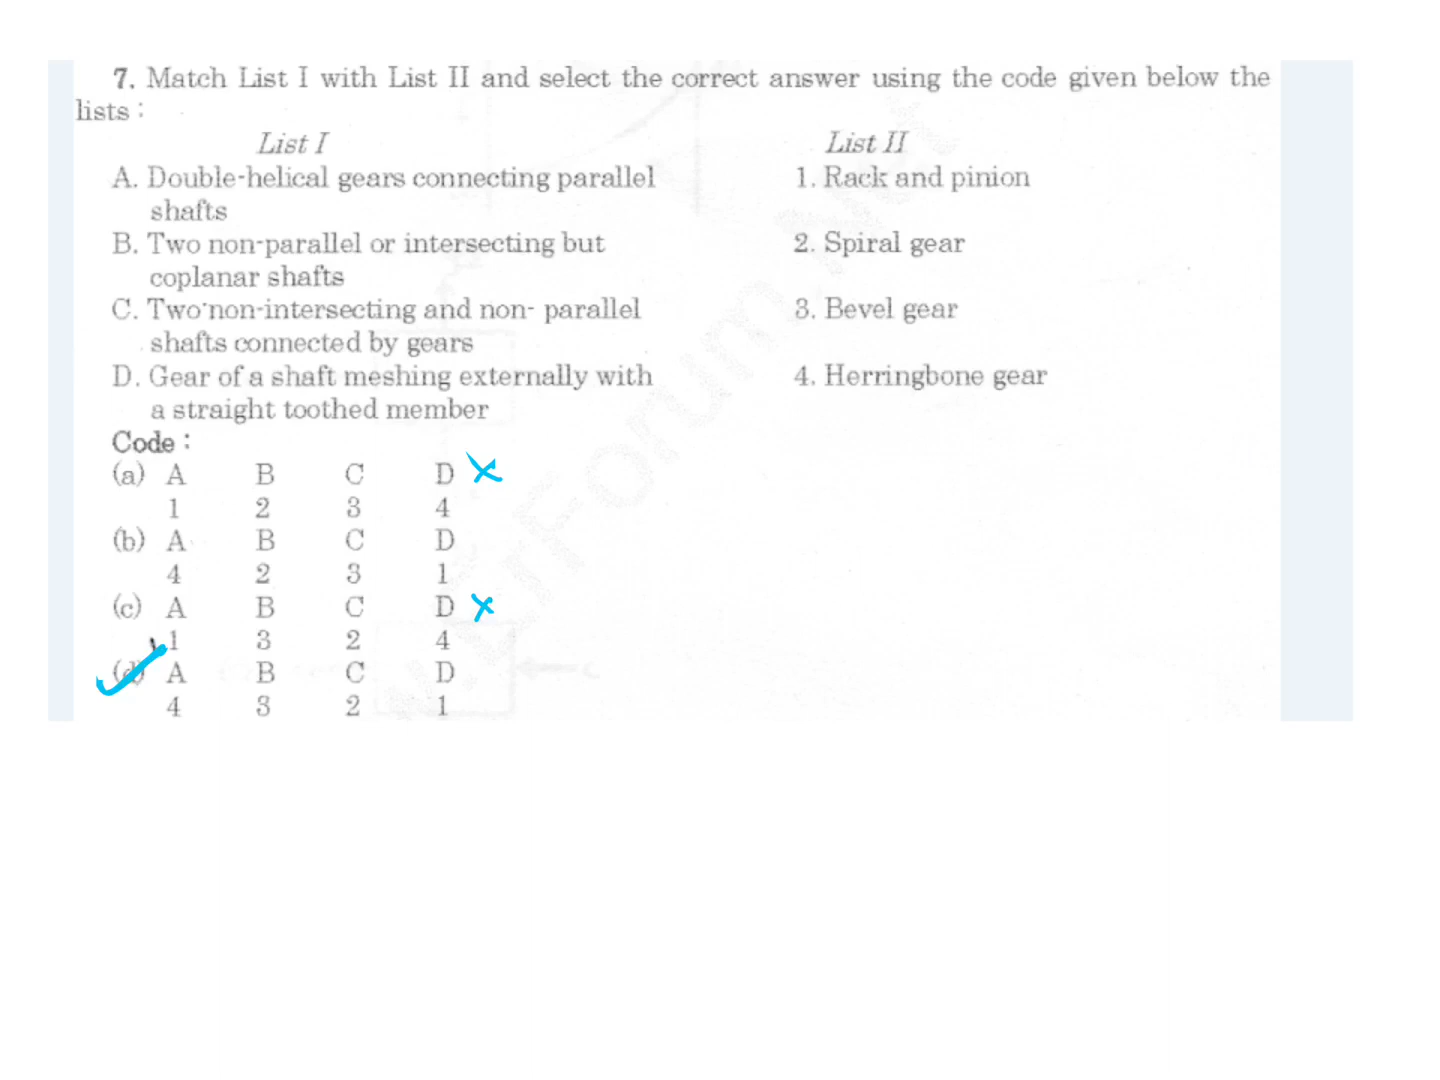 7. Match List I with List II and select the correct answer using the code given below the
lists :
List I List II
A. Double-helical gears connecting parallel 1. Rack and pinion
shafts
B. Two non-parallel or intersecting but 2. Spiral gear
coplanar shafts
C. Two non-intersecting and non- parallel 3. Bevel gear
shafts connected by gears
D. Gear of a shaft meshing externally with 4. Herringbone gear
a straight toothed member
Code :
(a) A B C D
1 2 3 4
(b) A B C D
4 2 3 1
(c) A B C D
1 3 2 4
(d) A B C D
4 3 2 1